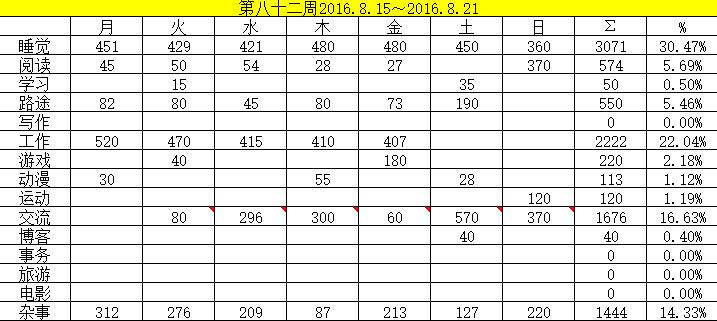 第八十二周2016.8.15～2016.8.21
月 火 水 木 金 土 日 Σ %
睡觉 451 429 421 480 480 450 360 3071 30.47%
阅读 45 50 54 28 27 370 574 5.69%
学习 15 35 50 0.50%
路途 82 80 45 80 73 190 550 5.46%
写作 0 0.00%
工作 520 470 415 410 407 2222 22.04%
游戏 40 180 220 2.18%
动漫 30 55 28 113 1.12%
运动 120 120 1.19%
交流 80 296 300 60 570 370 1676 16.63%
博客 40 40 0.40%
事务 0 0.00%
旅游 0 0.00%
电影 0 0.00%
杂事 312 276 209 87 213 127 220 1444 14.33%